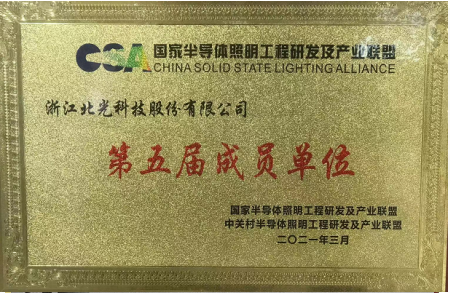 CSA 国家半导体照明工程研发及产业联盟
CHINA SOLID STATE LIGHTING ALLIANCE
浙江北光科技股份有限公司
第五届成员单位
国家半导体照明工程研发及产业联盟
中关村半导体照明工程研发及产业联盟
二〇二一年三月